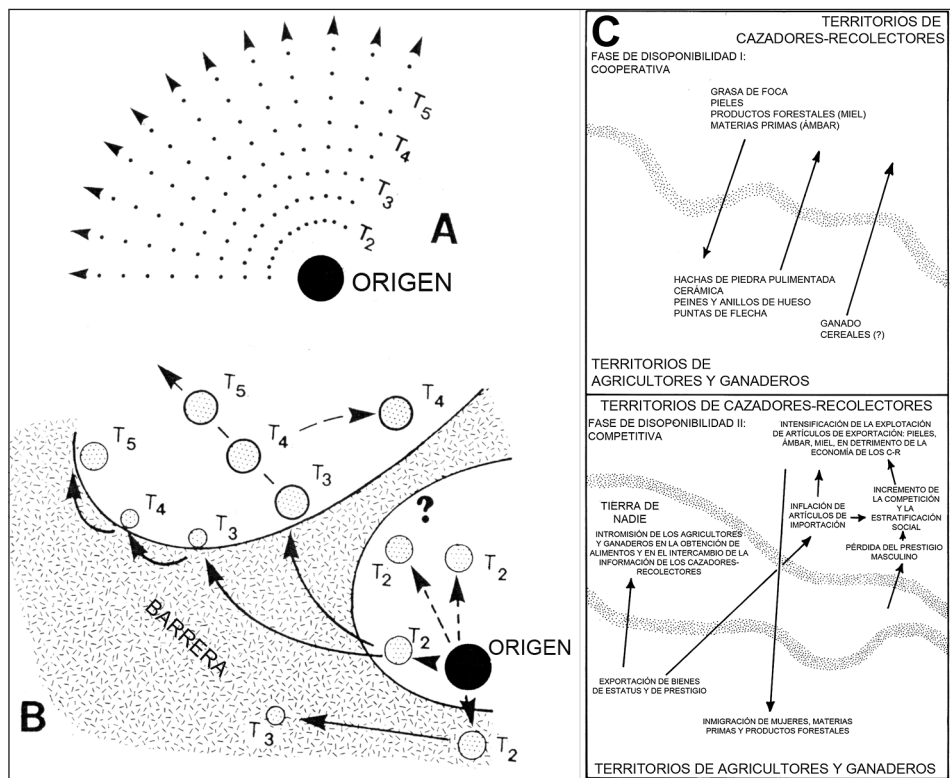 T2
T3
T4
T5
A
ORIGEN
T5
T4
T4
T3
T5
T4
T3
?
T2
T2
T2
ORIGEN
BARRERA
B
T3
T2
C
TERRITORIOS DE
CAZADORES-RECOLECTORES
FASE DE DISOPONIBILIDAD I:
COOPERATIVA
GRASA DE FOCA
PIELES
PRODUCTOS FORESTALES (MIEL)
MATERIAS PRIMAS (ÁMBAR)
HACHAS DE PIEDRA PULIMENTADA
CERÁMICA
PEINES Y ANILLOS DE HUESO
PUNTAS DE FLECHA
GANADO
CEREALES (?)
TERRITORIOS DE
AGRICULTORES Y GANADEROS
TERRITORIOS DE CAZADORES-RECOLECTORES
FASE DE DISOPONIBILIDAD II:
COMPETITIVA
INTENSIFICACIÓN DE LA EXPLOTACIÓN
DE ARTÍCULOS DE EXPORTACIÓN: PIELES,
ÁMBAR, MIEL, EN DETRIMENTO DE LA
ECONOMÍA DE LOS C-R
TIERRA DE
NADIE
INTROMISIÓN DE LOS AGRICULTORES
Y GANADEROS EN LA OBTENCIÓN DE
ALIMENTOS Y EN EL INTERCAMBIO DE LA
INFORMACIÓN DE LOS CAZADORES-
RECOLECTORES
INFLACIÓN DE
ARTÍCULOS DE
IMPORTACIÓN
INCREMENTO DE
LA COMPETICIÓN
Y LA
ESTRATIFICACIÓN
SOCIAL
PÉRDIDA DEL PRESTIGIO
MASCULINO
EXPORTACIÓN DE BIENES
DE ESTATUS Y DE PRESTIGIO
INMIGRACIÓN DE MUJERES, MATERIAS
PRIMAS Y PRODUCTOS FORESTALES
TERRITORIOS DE AGRICULTORES Y GANADEROS